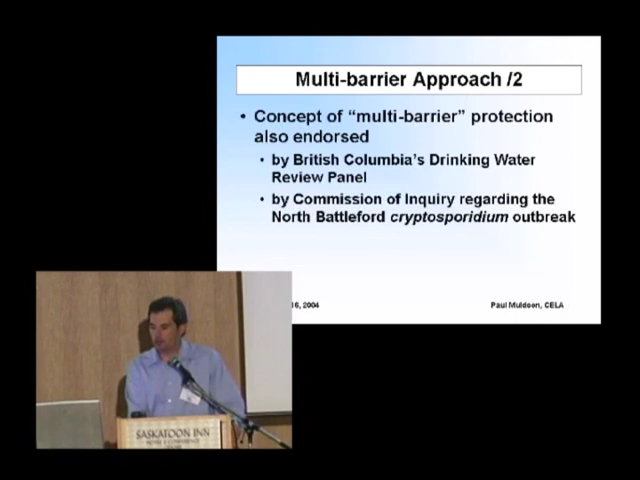 Multi-barrier Approach /2
• Concept of “multi-barrier” protection
also endorsed
• by British Columbia’s Drinking Water
Review Panel
• by Commission of Inquiry regarding the
North Battleford cryptosporidium outbreak
16, 2004
Paul Muldoon, CELA
SASKATOON INN